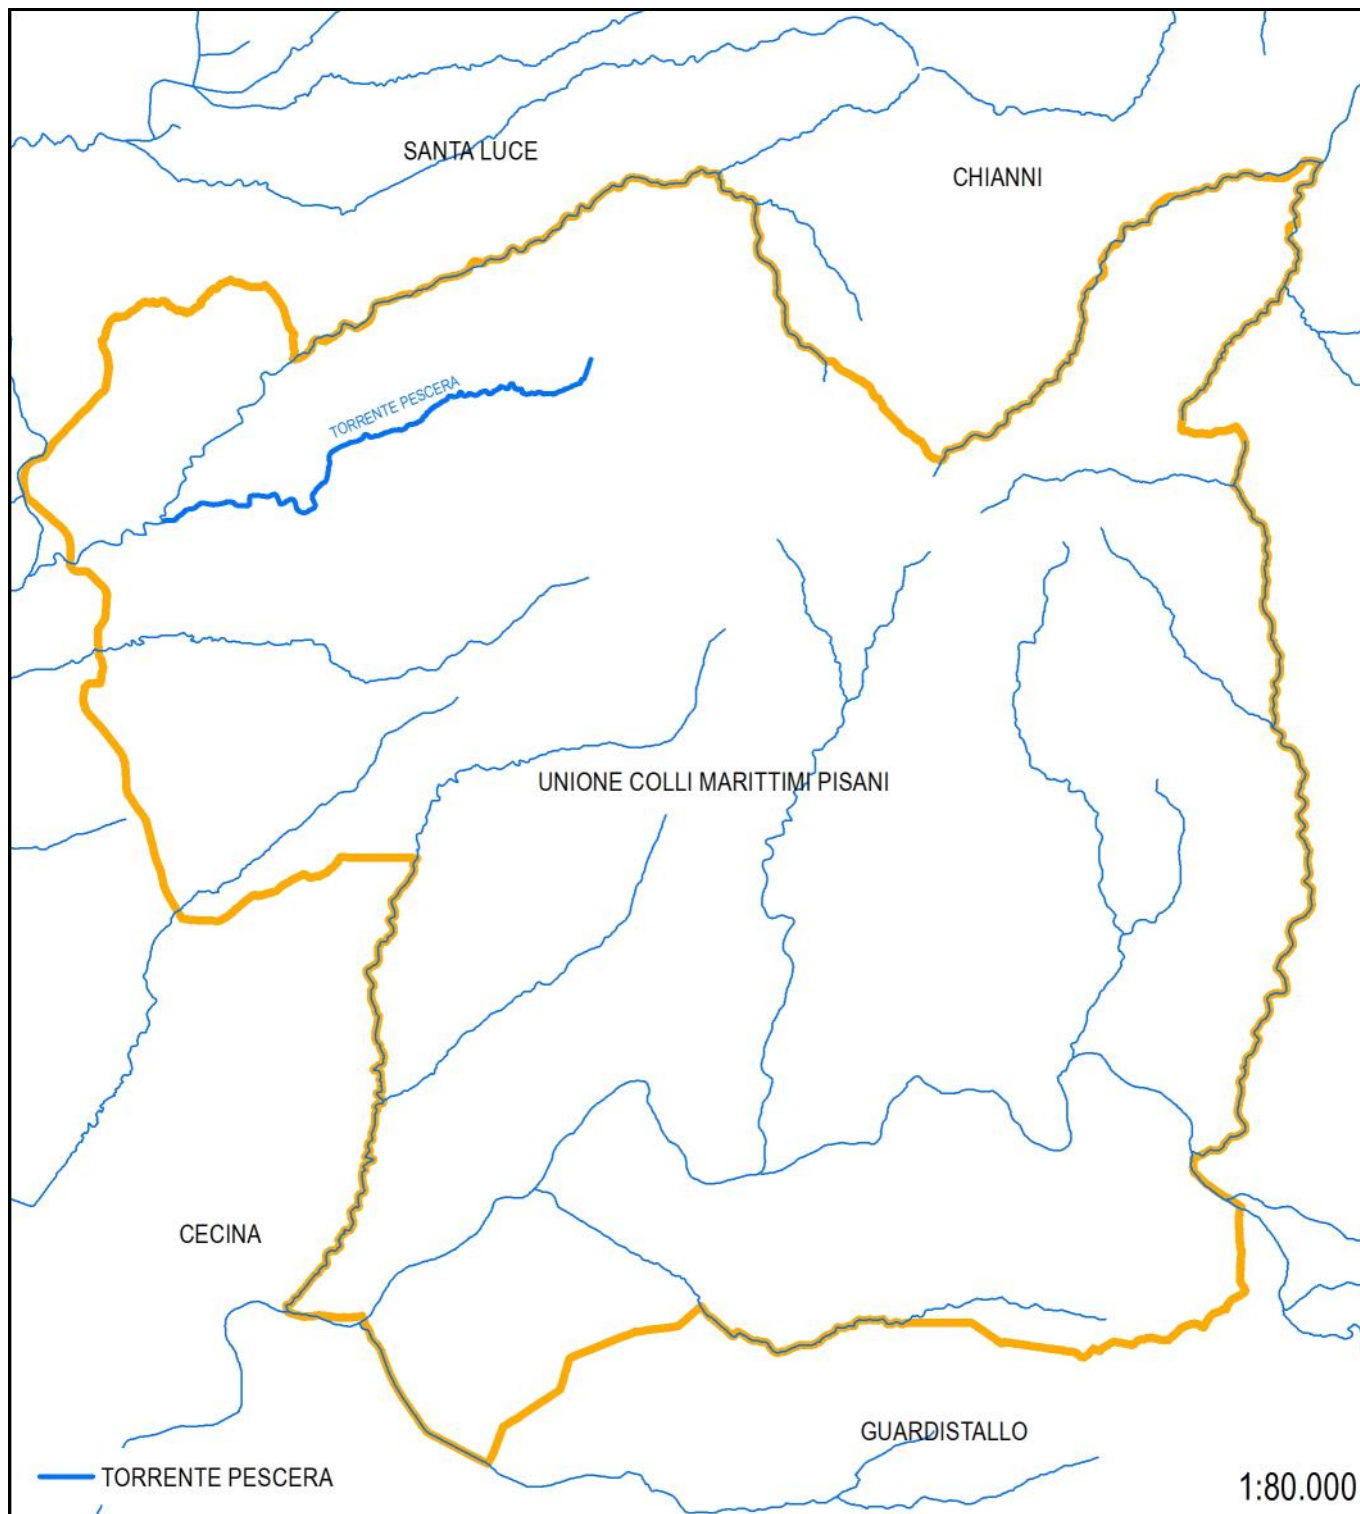 SANTA LUCE
CHIANNI
TORRENTE PESCERA
UNIONE COLLI MARITTIMI PISANI
CECINA
GUARDISTALLO
TORRENTE PESCERA
1:80.000